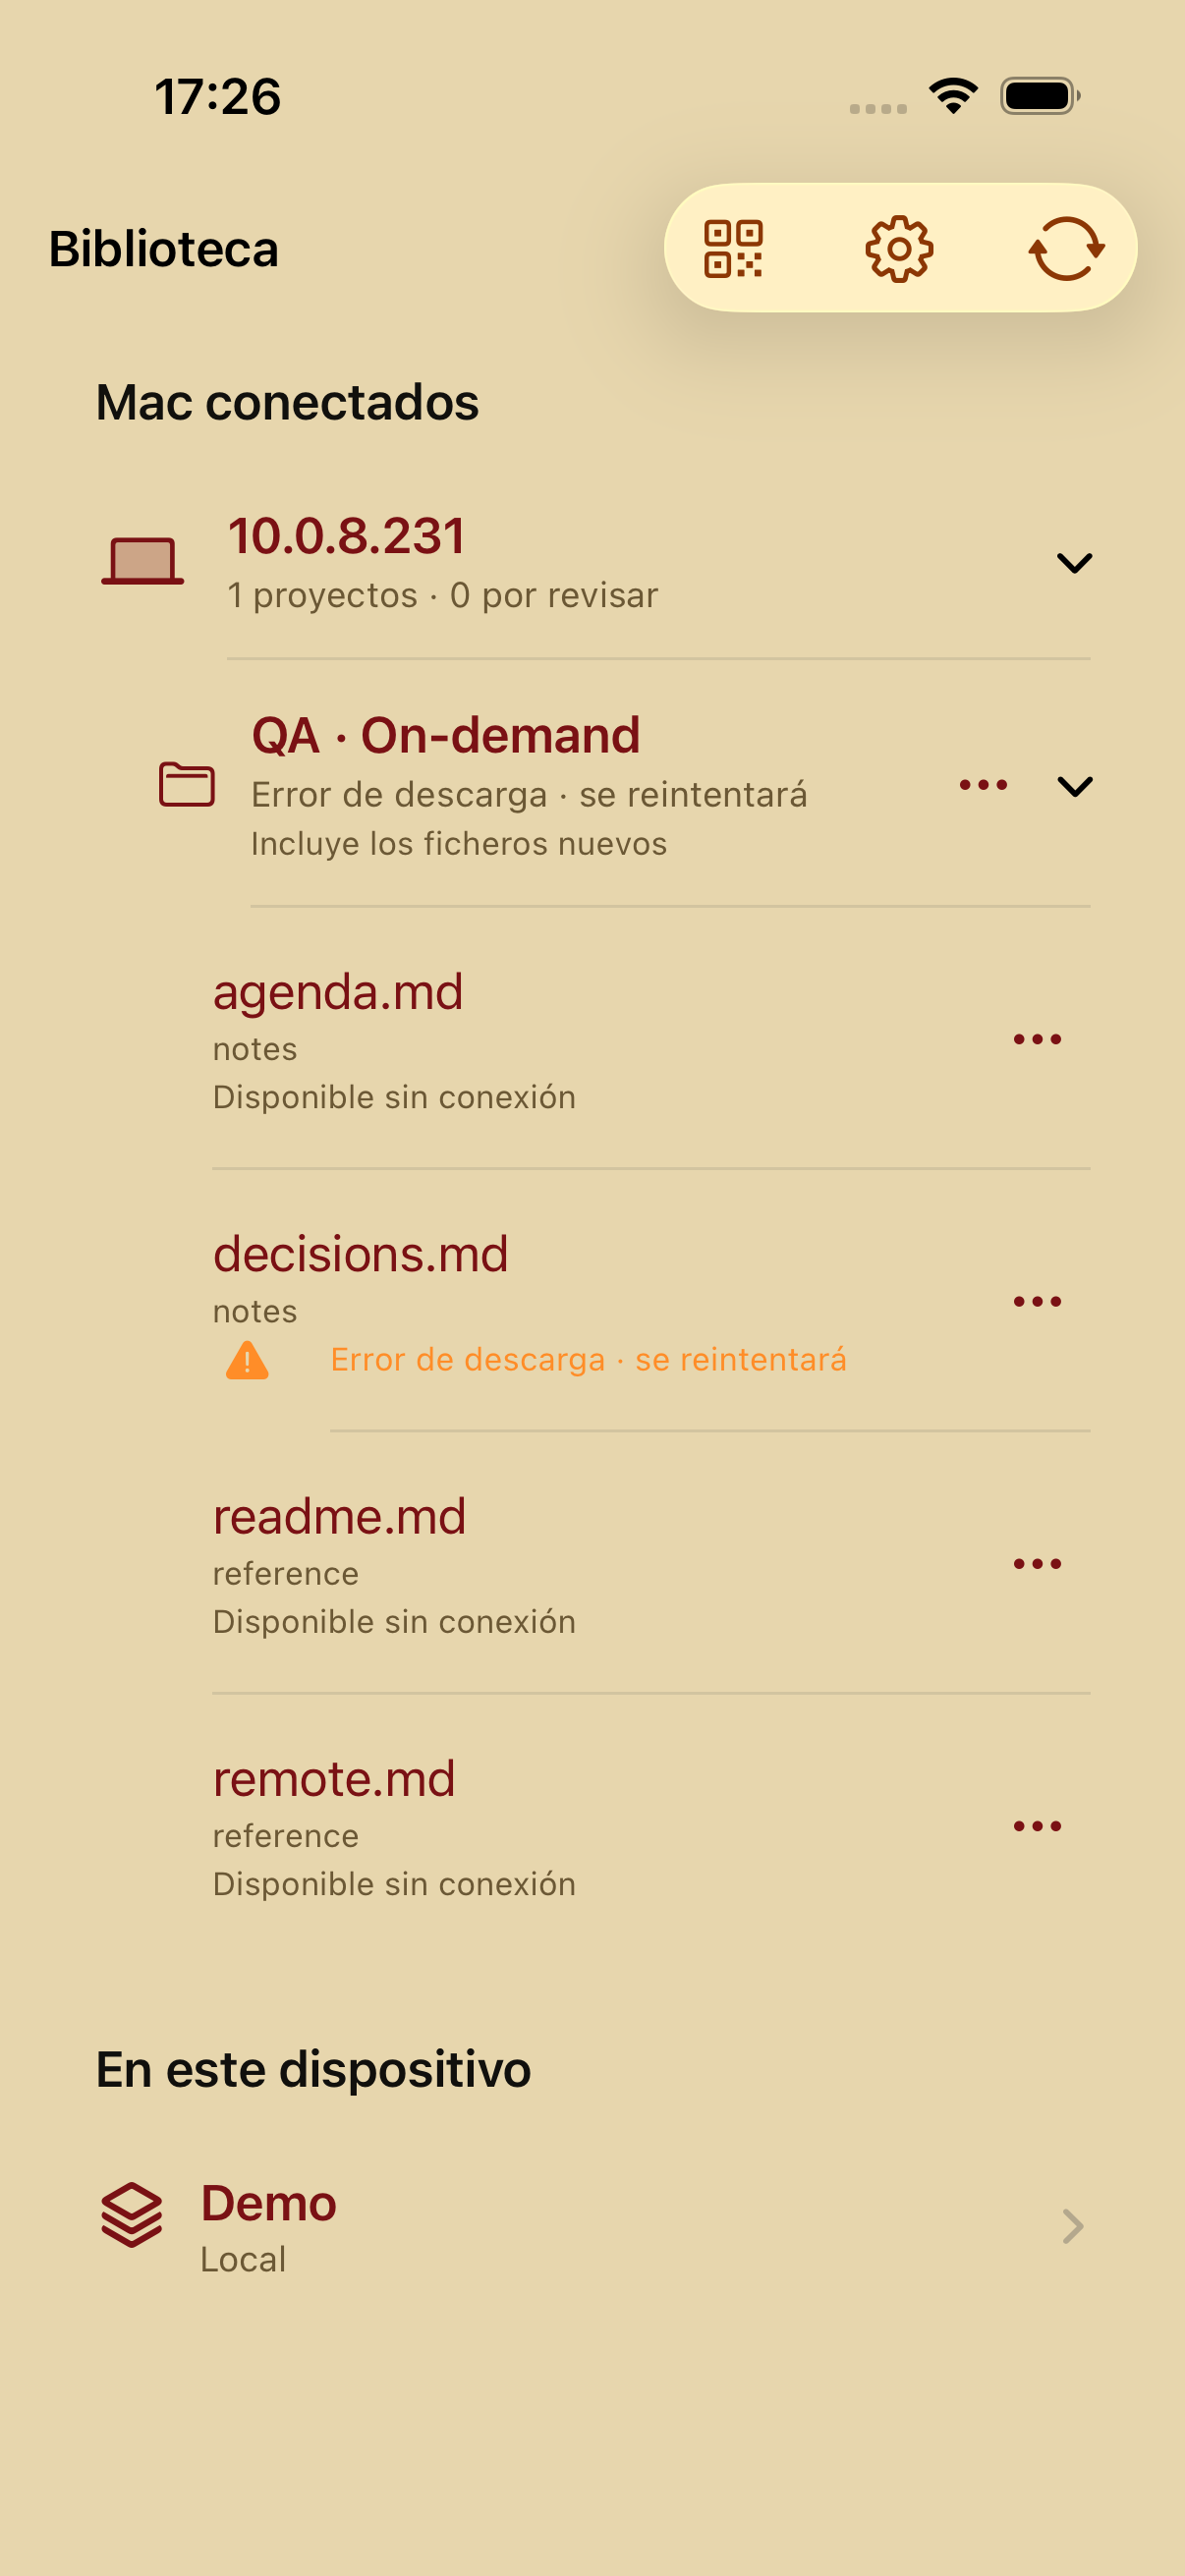 17:26
Biblioteca
Mac conectados
10.0.8.231
1 proyectos · 0 por revisar
QA · On-demand
Error de descarga · se reintentará
Incluye los ficheros nuevos
agenda.md
notes
Disponible sin conexión
decisions.md
notes
Error de descarga · se reintentará
readme.md
reference
Disponible sin conexión
remote.md
reference
Disponible sin conexión
En este dispositivo
Demo
Local